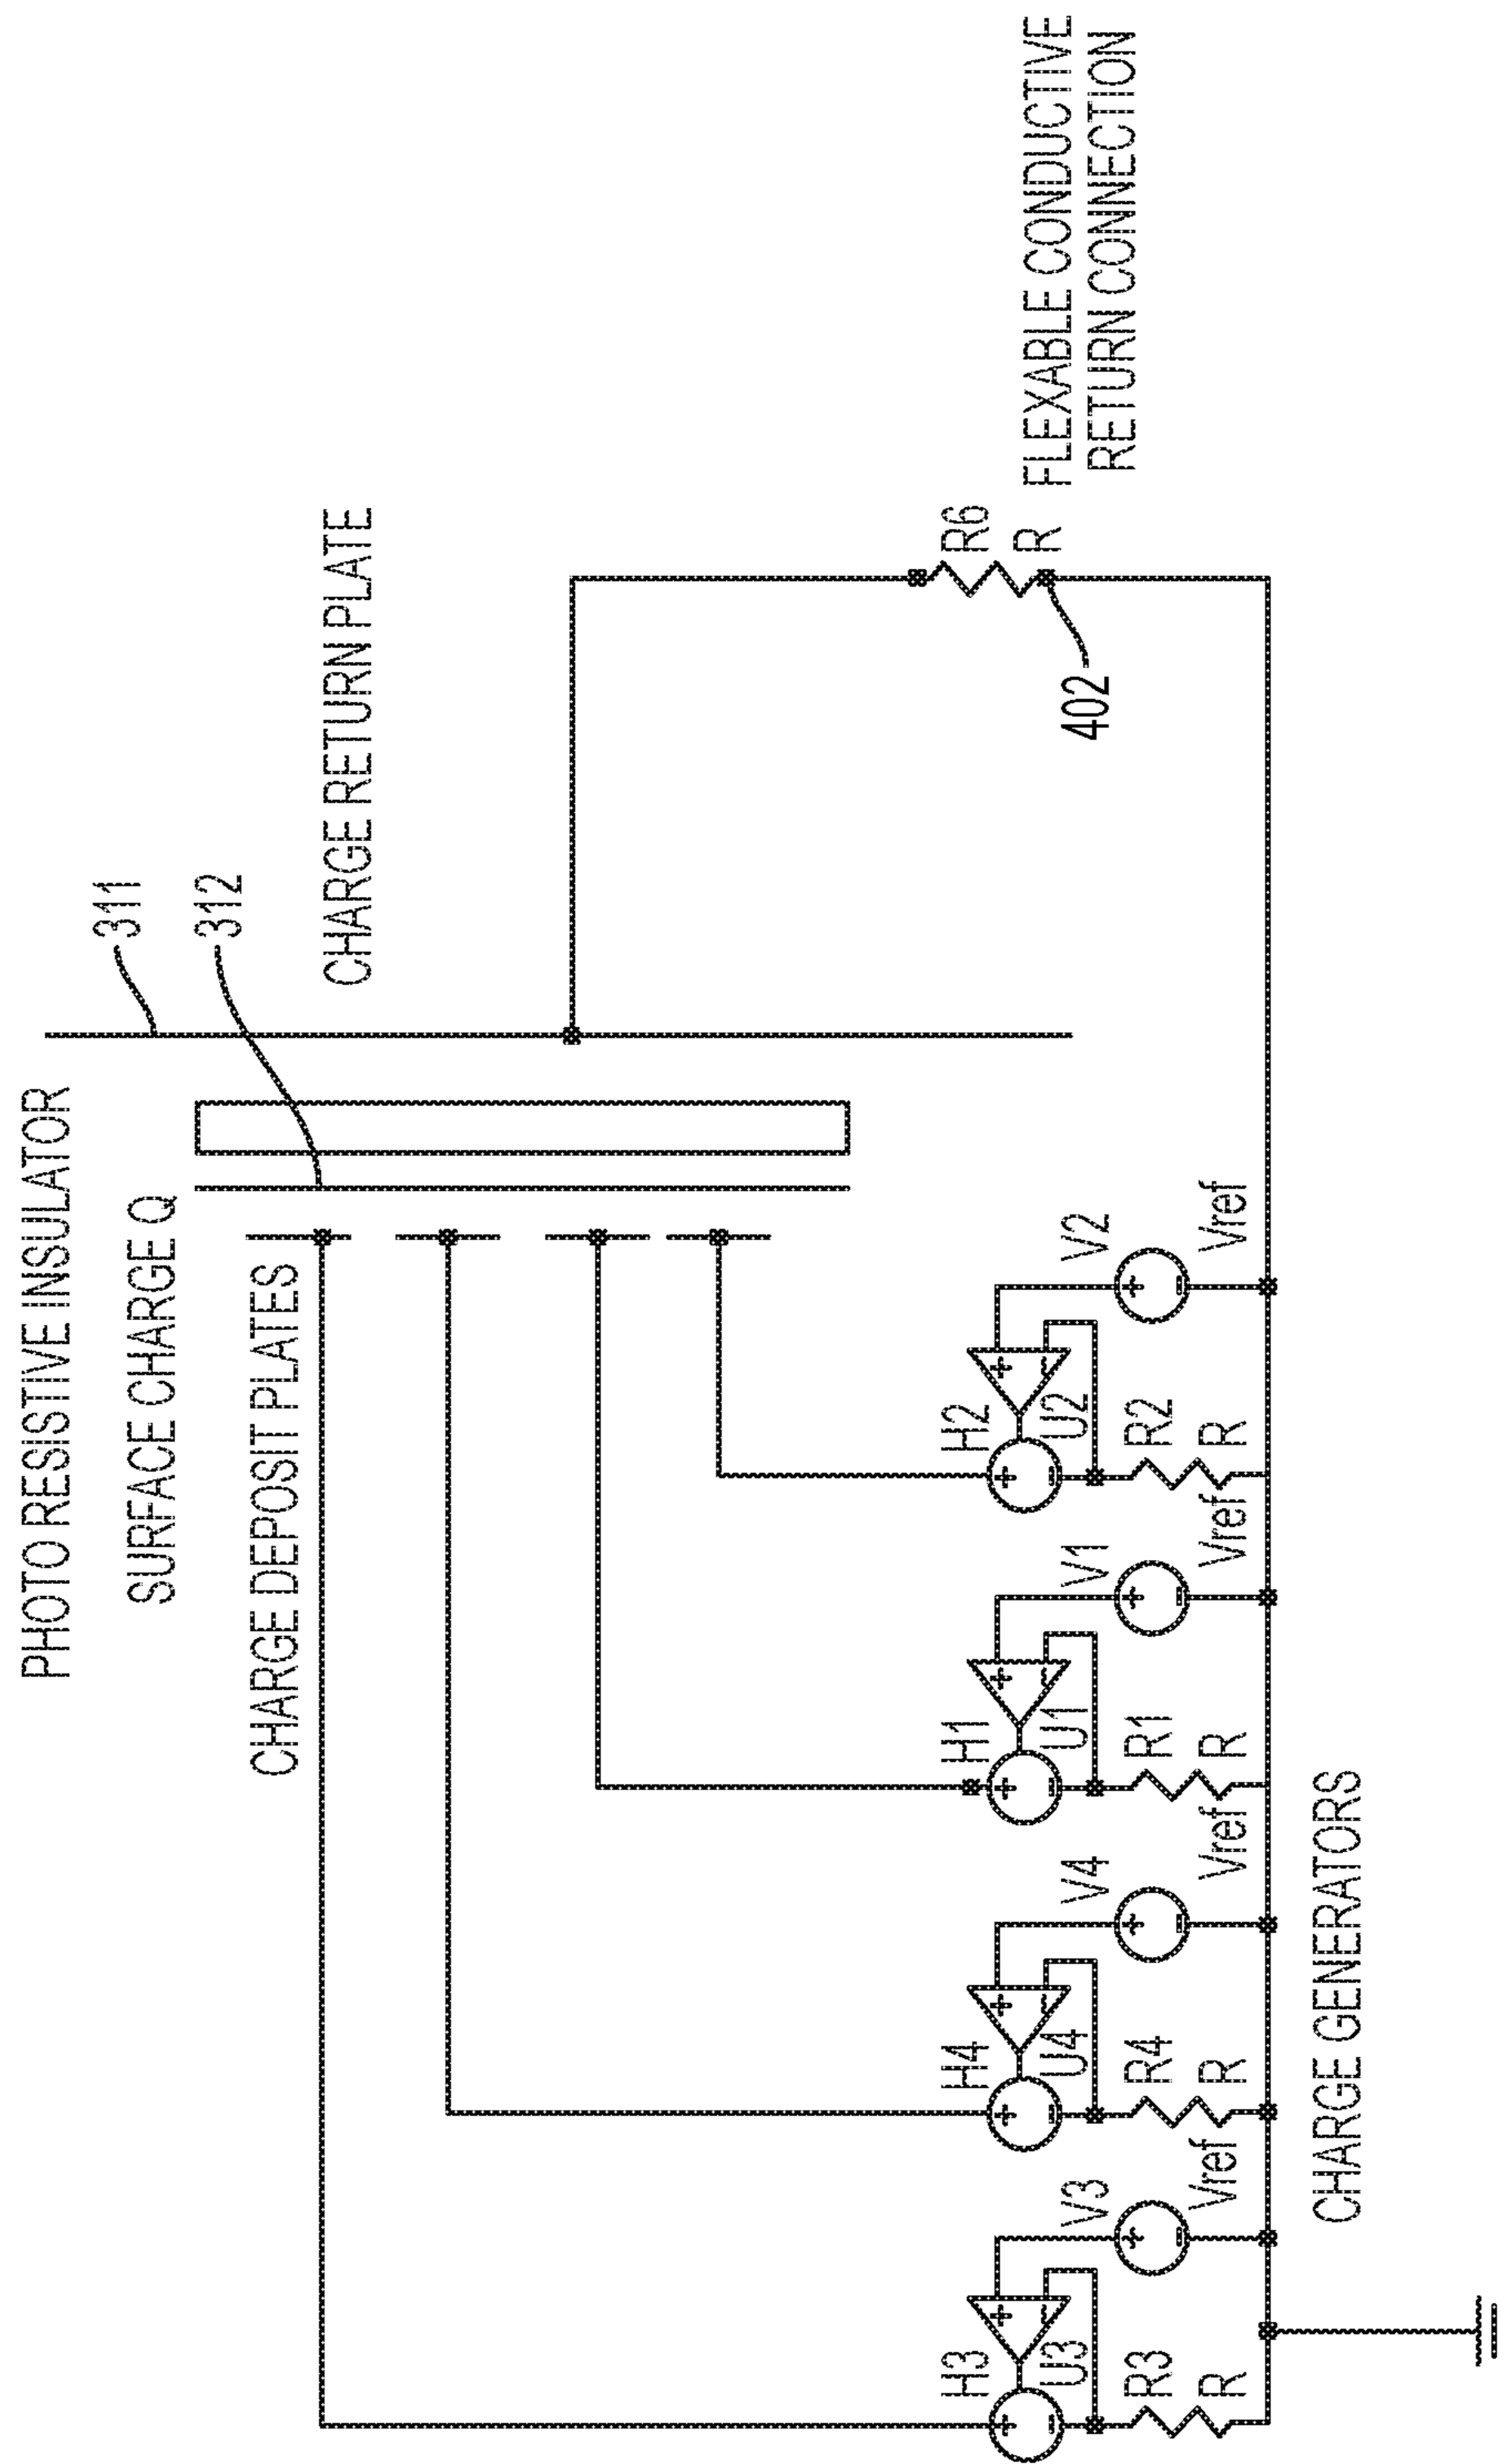 PHOTO RESISTIVE INSULATOR
311
SURFACE CHARGE Q
312
CHARGE DEPOSIT PLATES
CHARGE RETURN PLATE
H3
H4
H1
H2
R6
+
+
+
+
+
+
+
+
R
FLEXABLE CONDUCTIVE
RETURN CONNECTION
-
-
-
-
-
-
-
-
U3
V3
U4
V4
U1
V1
U2
V2
402
+
-
+
-
+
-
+
-
R3
R4
R1
R2
R
Vref
R
Vref
R
Vref
R
Vref
CHARGE GENERATORS